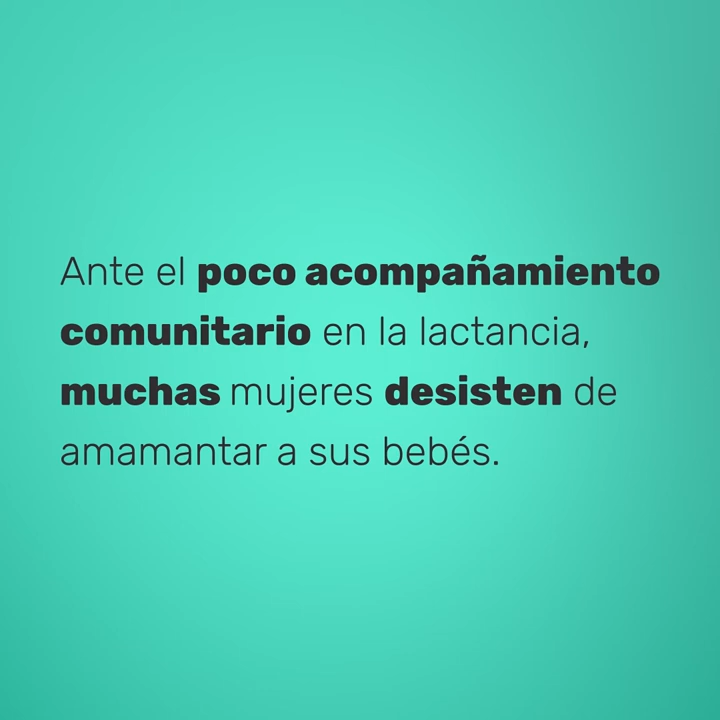 Ante el poco acompañamiento
comunitario en la lactancia,
muchas mujeres desisten de
amamantar a sus bebés.